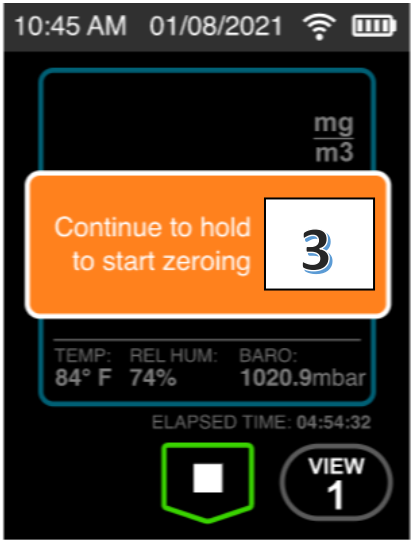 10:45 AM 01/08/2021
mg
m3
Continue to hold
to start zeroing
3
TEMP: REL HUM: BARO:
84° F 74% 1020.9mbar
ELAPSED TIME: 04:54:32
VIEW
1